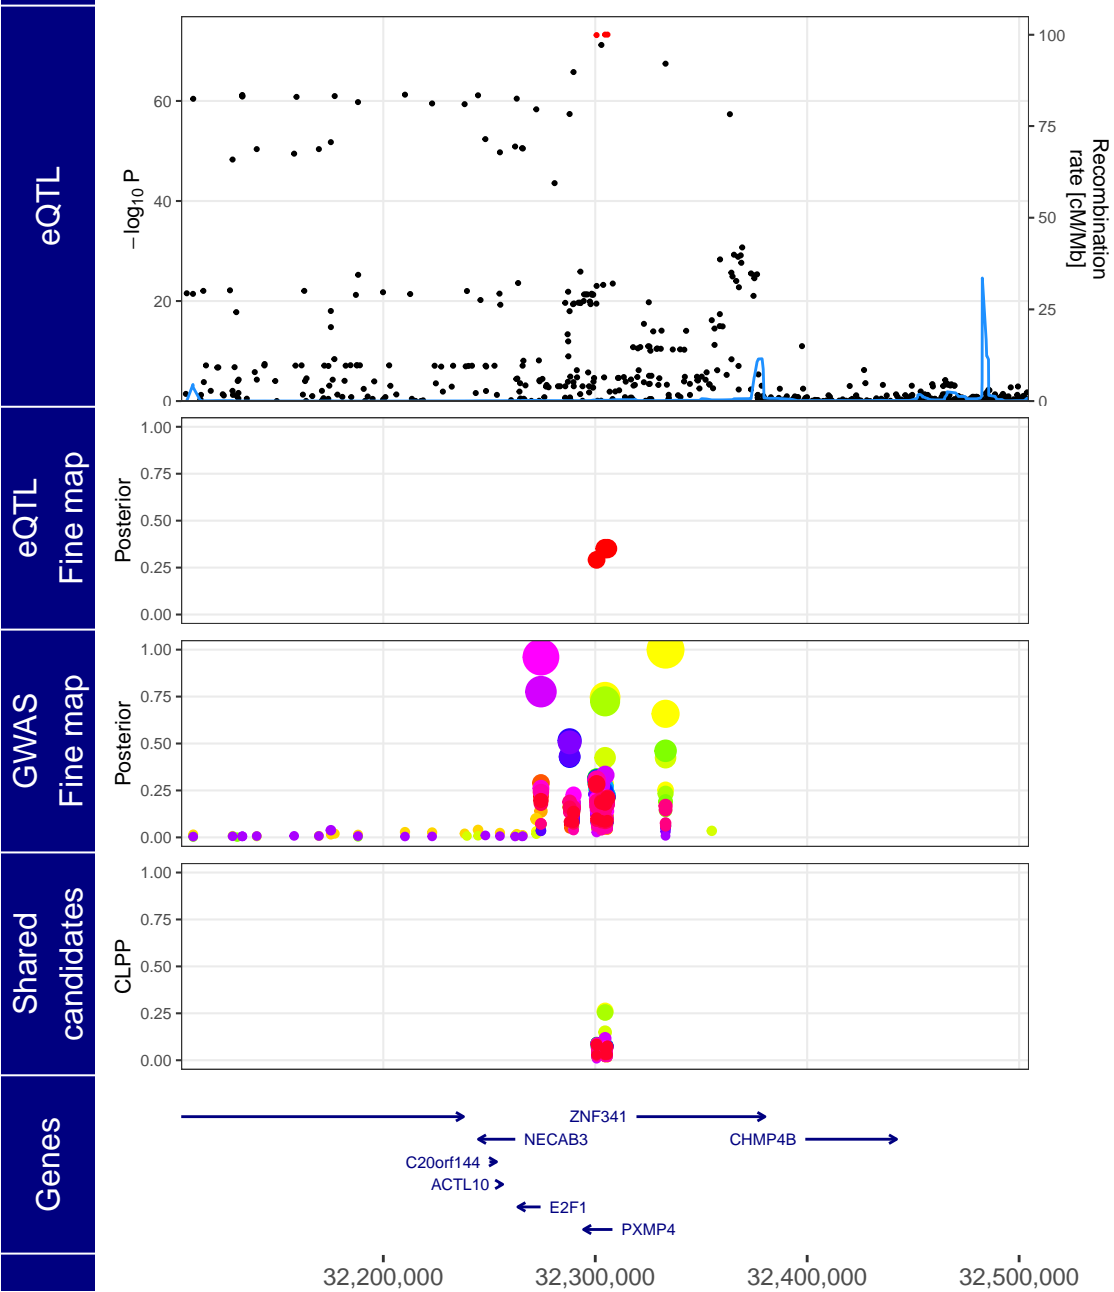 eQTL
−log10 P
60
40
20
0
100
75
50
25
0
Recombination
rate [cM/Mb]
eQTL
Fine map
Posterior
1.00
0.75
0.50
0.25
0.00
GWAS
Fine map
Posterior
1.00
0.75
0.50
0.25
0.00
Shared
candidates
CLPP
1.00
0.75
0.50
0.25
0.00
Genes
ZNF341
NECAB3
CHMP4B
C20orf144
ACTL10
E2F1
PXMP4
32,200,000
32,300,000
32,400,000
32,500,000